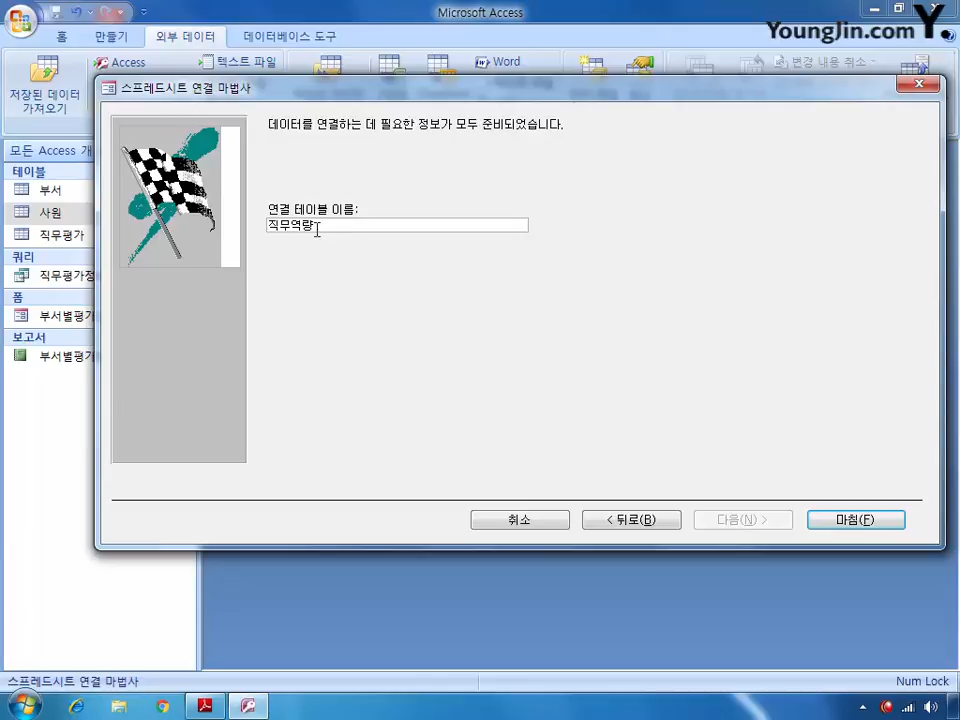 Microsoft Access
YoungJin.com Y.
홈 만들기 외부 데이터 데이터베이스 도구
저장된 데이터
가져오기
Access
텍스트 파일
Word
변경 내용 취소
스프레드시트 연결 마법사
데이터를 연결하는 데 필요한 정보가 모두 준비되었습니다.
연결 테이블 이름:
직무역량
취소
< 뒤로(B)
다음(N) >
마침(F)
모든 Access 개
테이블
부서
사원
직무평가
쿼리
직무평가정
폼
부서별평가
보고서
부서별평가
스프레드시트 연결 마법사
Num Lock